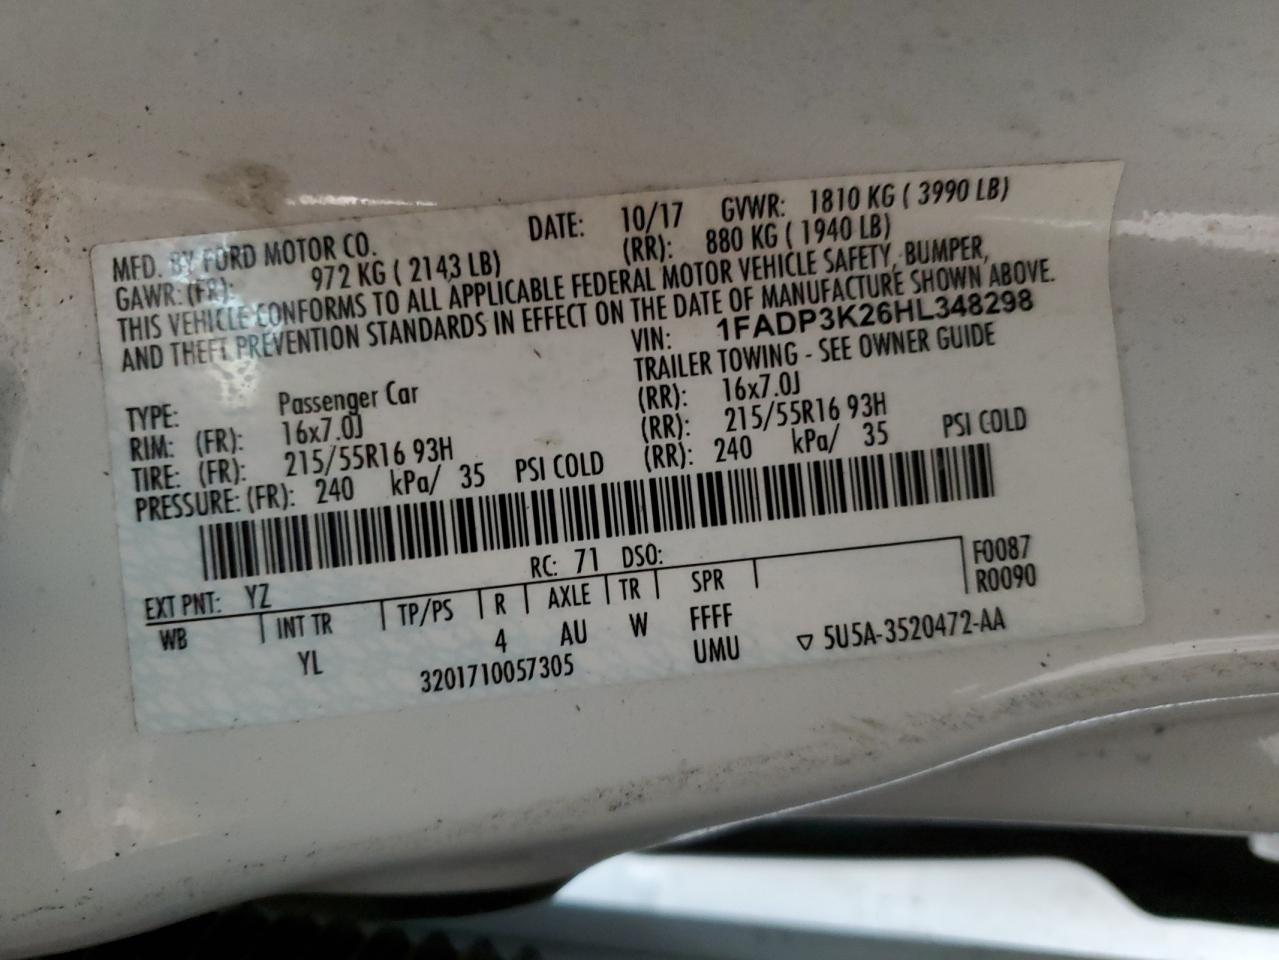 MFD. BY FORD MOTOR CO. DATE: 10/17 GVWR: 1810 KG ( 3990 LB)
GAWR: (FR): 972 KG ( 2143 LB) (RR): 880 KG ( 1940 LB)
THIS VEHICLE CONFORMS TO ALL APPLICABLE FEDERAL MOTOR VEHICLE SAFETY, BUMPER,
AND THEFT PREVENTION STANDARDS IN EFFECT ON THE DATE OF MANUFACTURE SHOWN ABOVE.
VIN: 1FADP3K26HL348298
TRAILER TOWING - SEE OWNER GUIDE
TYPE: Passenger Car
RIM: (FR): 16x7.0J (RR): 16x7.0J
TIRE: (FR): 215/55R16 93H (RR): 215/55R16 93H
PRESSURE: (FR): 240 kPa/ 35 PSI COLD (RR): 240 kPa/ 35 PSI COLD
EXT PNT: YZ RC: 71 DSO: F0087
WB INT TR TP/PS R AXLE TR SPR R0090
YL 4 AU W FFFF
3201710057305 UMU ▽ 5U5A-3520472-AA